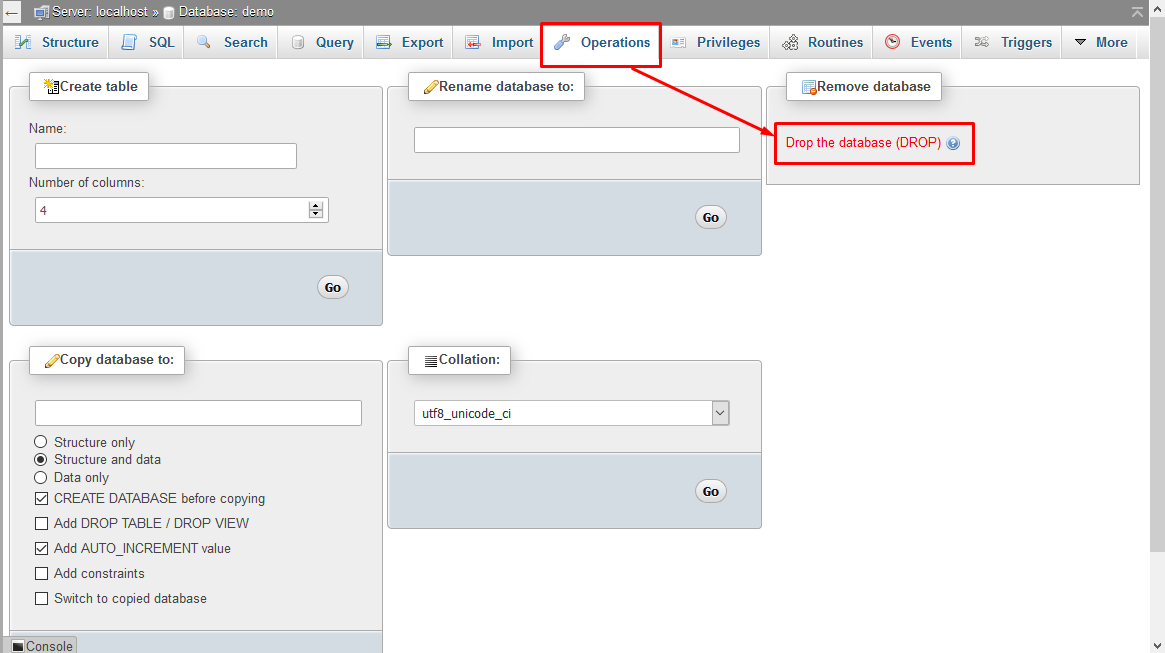 Server: localhost » Database: demo
Structure SQL Search Query Export Import Operations Privileges Routines Events Triggers More
Create table
Name:
Number of columns:
4
Go
Rename database to:
Go
Remove database
Drop the database (DROP)
Copy database to:
Structure only
Structure and data
Data only
CREATE DATABASE before copying
Add DROP TABLE / DROP VIEW
Add AUTO_INCREMENT value
Add constraints
Switch to copied database
Collation:
utf8_unicode_ci
Go
Console